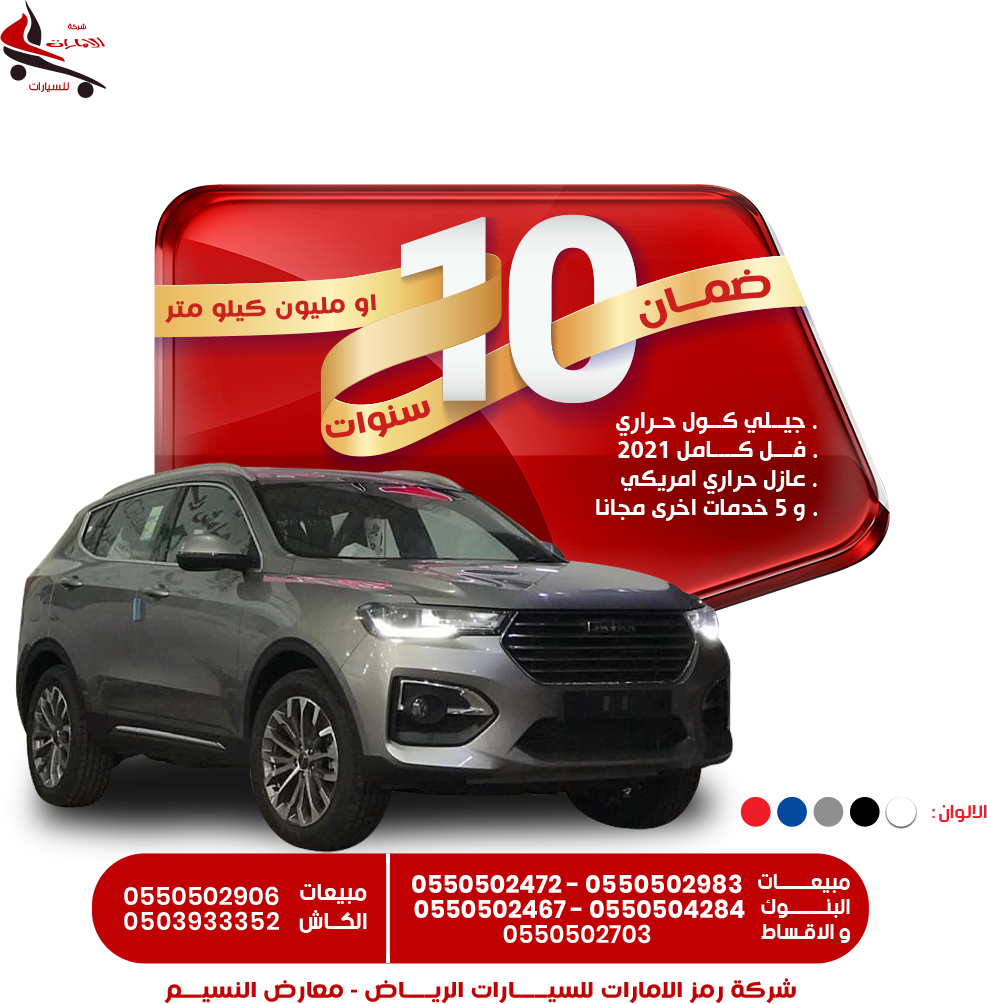 شركة
الامارات
للسيارات
ضمان
10
سنوات
او مليون كيلو متر
. جيلي كول حراري
. فل كامل 2021
. عازل حراري امريكي
. و 5 خدمات اخرى مجانا
HAVAL
الالوان :
مبيعات البنوك و الاقساط
0550502472 - 0550502983
0550502467 - 0550504284
0550502703
مبيعات الكاش
0550502906
0503933352
شركة رمز الامارات للسيارات الرياض - معارض النسيم